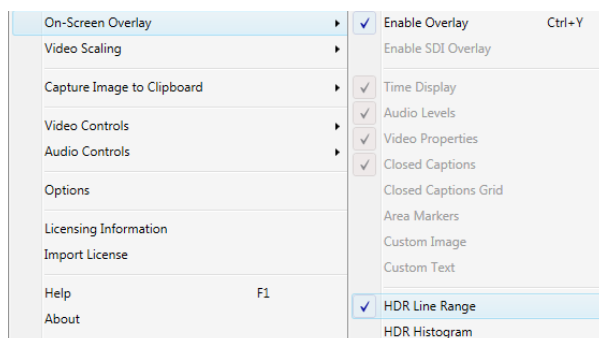 On-Screen Overlay
Video Scaling
Capture Image to Clipboard
Video Controls
Audio Controls
Options
Licensing Information
Import License
Help F1
About
Enable Overlay Ctrl+Y
Enable SDI Overlay
Time Display
Audio Levels
Video Properties
Closed Captions
Closed Captions Grid
Area Markers
Custom Image
Custom Text
HDR Line Range
HDR Histogram